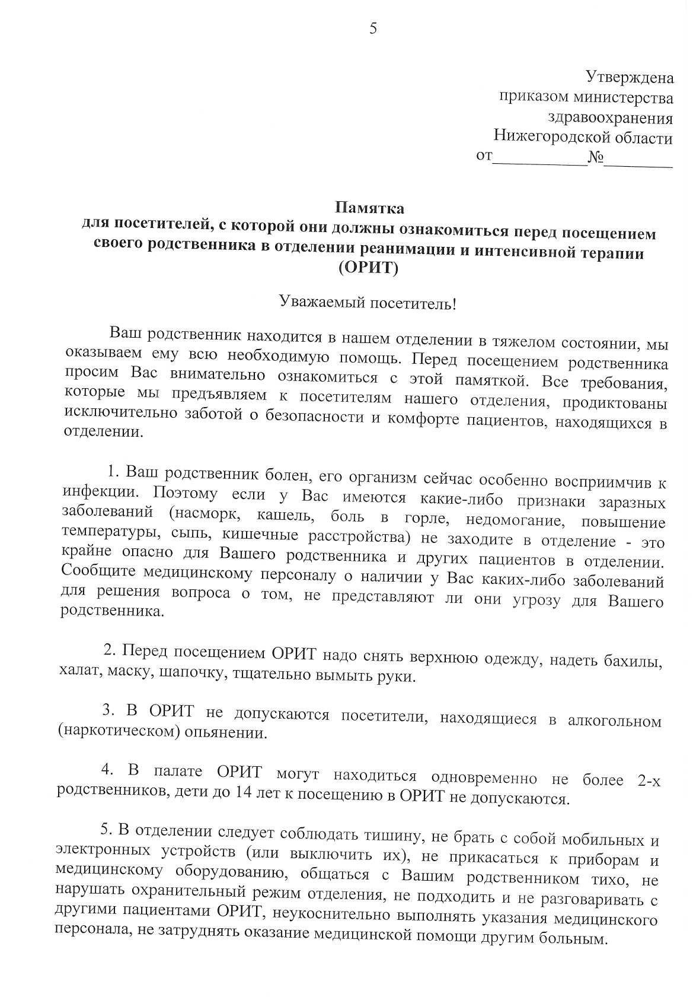 5
Утверждена
приказом министерства
здравоохранения
Нижегородской области
от___________№________
Памятка
для посетителей, с которой они должны ознакомиться перед посещением
своего родственника в отделении реанимации и интенсивной терапии
(ОРИТ)
Уважаемый посетитель!
Ваш родственник находится в нашем отделении в тяжелом состоянии, мы
оказываем ему всю необходимую помощь. Перед посещением родственника
просим Вас внимательно ознакомиться с этой памяткой. Все требования,
которые мы предъявляем к посетителям нашего отделения, продиктованы
исключительно заботой о безопасности и комфорте пациентов, находящихся в
отделении.
1. Ваш родственник болен, его организм сейчас особенно восприимчив к
инфекции. Поэтому если у Вас имеются какие-либо признаки заразных
заболеваний (насморк, кашель, боль в горле, недомогание, повышение
температуры, сыпь, кишечные расстройства) не заходите в отделение - это
крайне опасно для Вашего родственника и других пациентов в отделении.
Сообщите медицинскому персоналу о наличии у Вас каких-либо заболеваний
для решения вопроса о том, не представляют ли они угрозу для Вашего
родственника.
2. Перед посещением ОРИТ надо снять верхнюю одежду, надеть бахилы,
халат, маску, шапочку, тщательно вымыть руки.
3. В ОРИТ не допускаются посетители, находящиеся в алкогольном
(наркотическом) опьянении.
4. В палате ОРИТ могут находиться одновременно не более 2-х
родственников, дети до 14 лет к посещению в ОРИТ не допускаются.
5. В отделении следует соблюдать тишину, не брать с собой мобильных и
электронных устройств (или выключить их), не прикасаться к приборам и
медицинскому оборудованию, общаться с Вашим родственником тихо, не
нарушать охранительный режим отделения, не подходить и не разговаривать с
другими пациентами ОРИТ, неукоснительно выполнять указания медицинского
персонала, не затруднять оказание медицинской помощи другим больным.